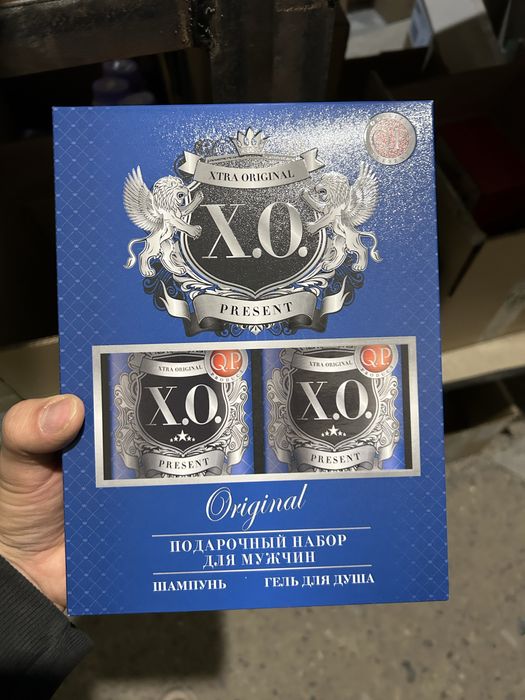 Q.P.
XTRA ORIGINAL
X.O.
PRESENT
XTRA ORIGINAL
X.O.
PRESENT
Q.P.
XTRA ORIGINAL
X.O.
PRESENT
Q.P.
Original
ПОДАРОЧНЫЙ НАБОР
ДЛЯ МУЖЧИН
ШАМПУНЬ
ГЕЛЬ ДЛЯ ДУША